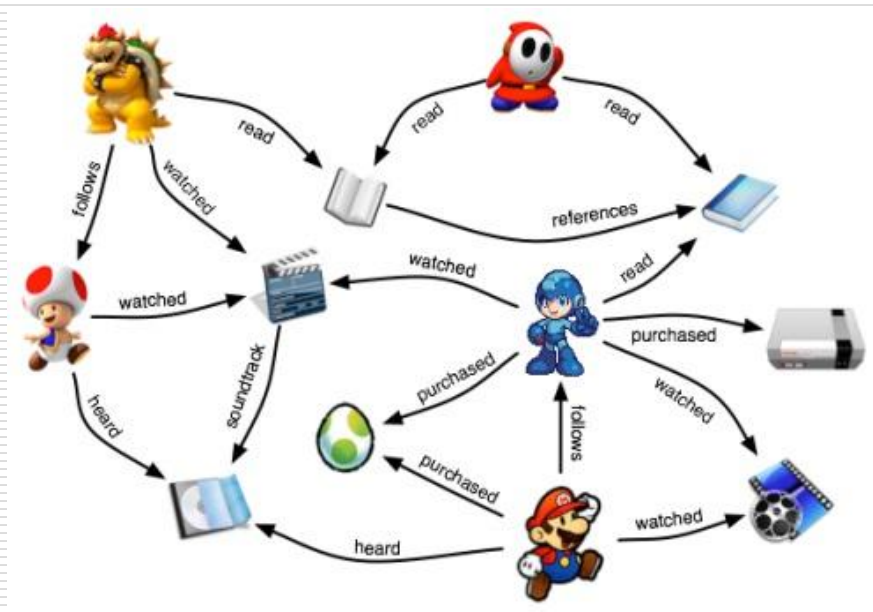 read
read
read
follows
watched
references
watched
read
watched
purchased
soundtrack
purchased
watched
heard
follows
purchased
watched
heard